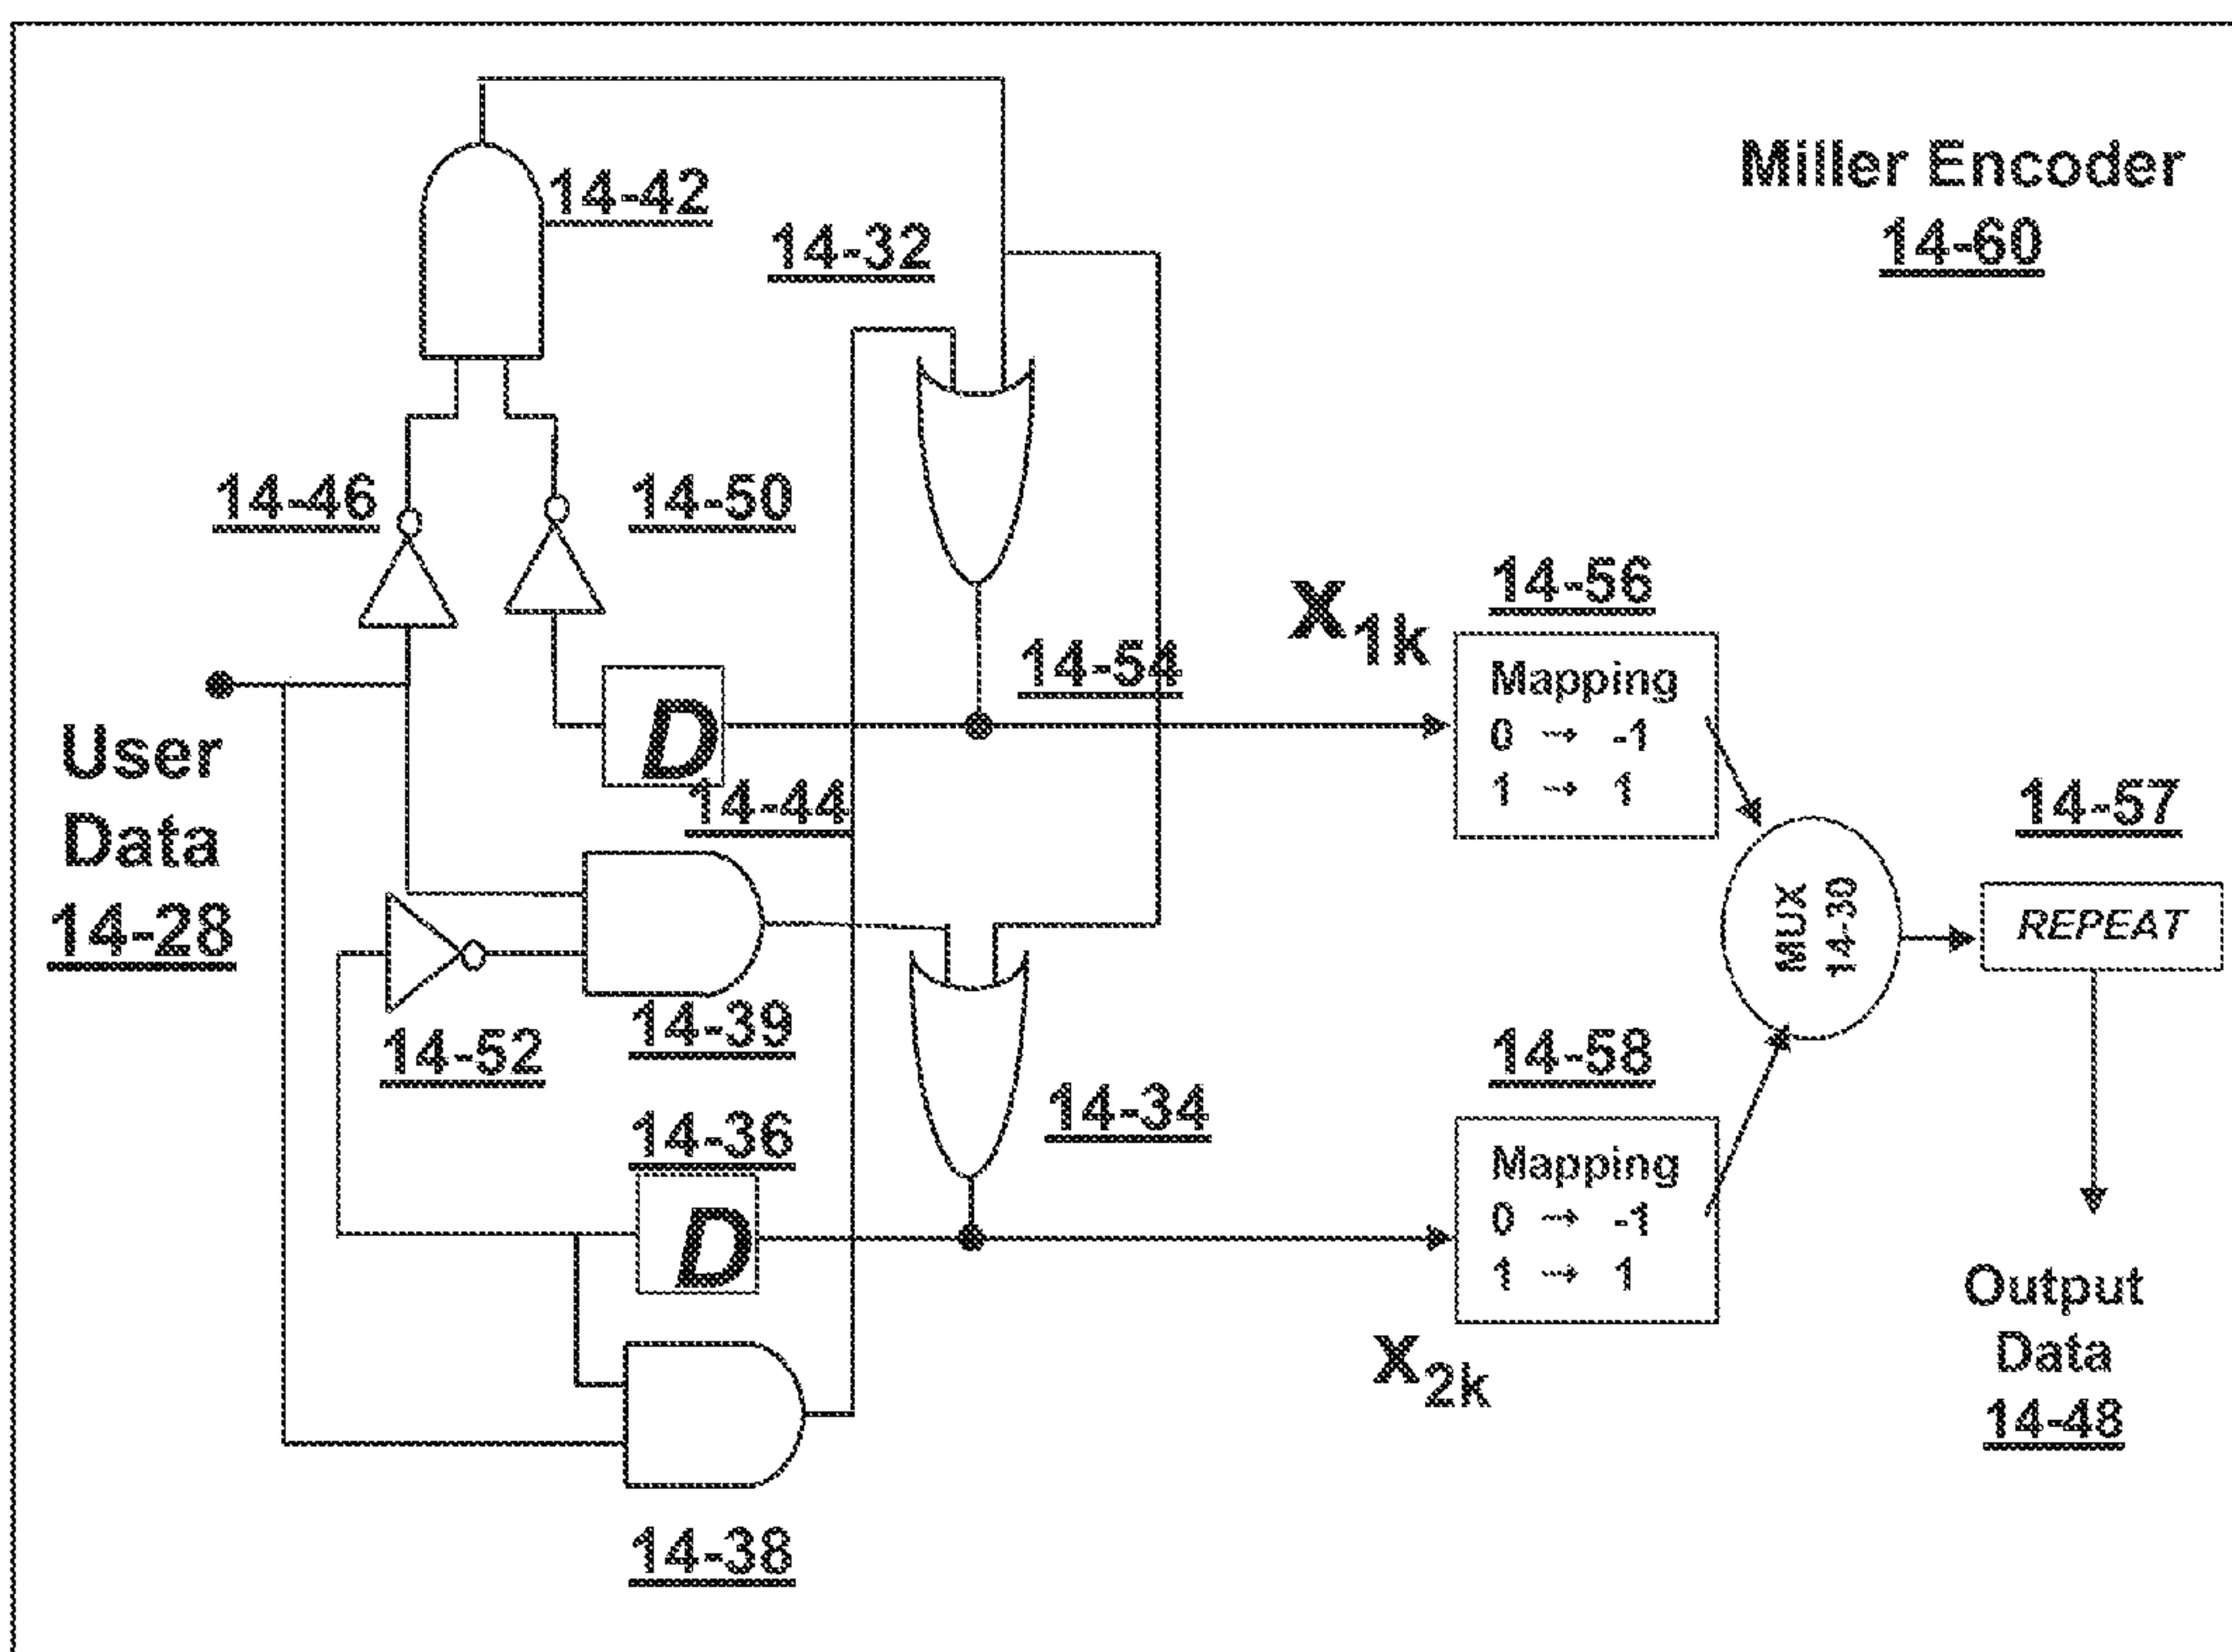 Miller Encoder
14-60
14-42
14-32
14-46
14-50
User
Data
14-28
D
14-44
14-54
X1k
14-56
Mapping
0 → -1
1 → 1
MUX
14-30
14-57
REPEAT
14-52
14-39
14-36
D
14-34
14-58
Mapping
0 → -1
1 → 1
X2k
14-38
Output
Data
14-48